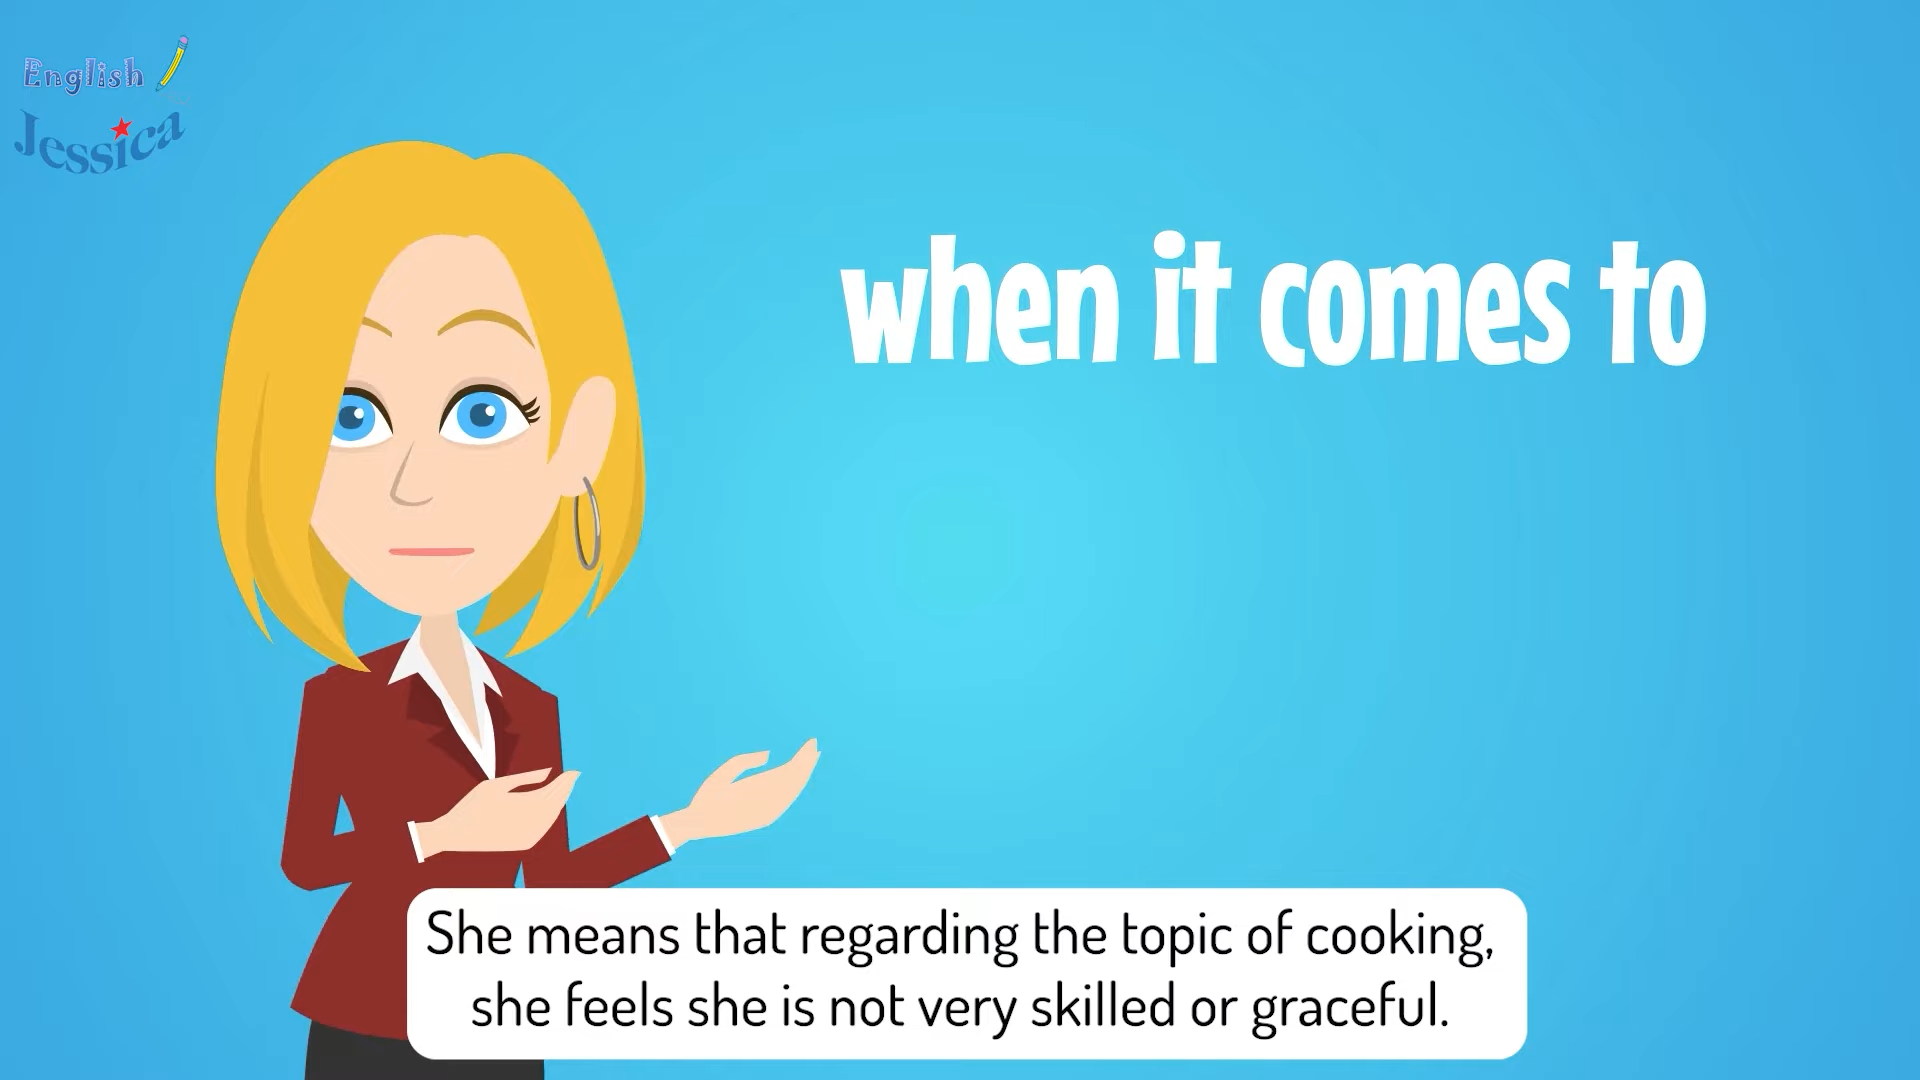 English
Jessica
when it comes to
She means that regarding the topic of cooking,
she feels she is not very skilled or graceful.